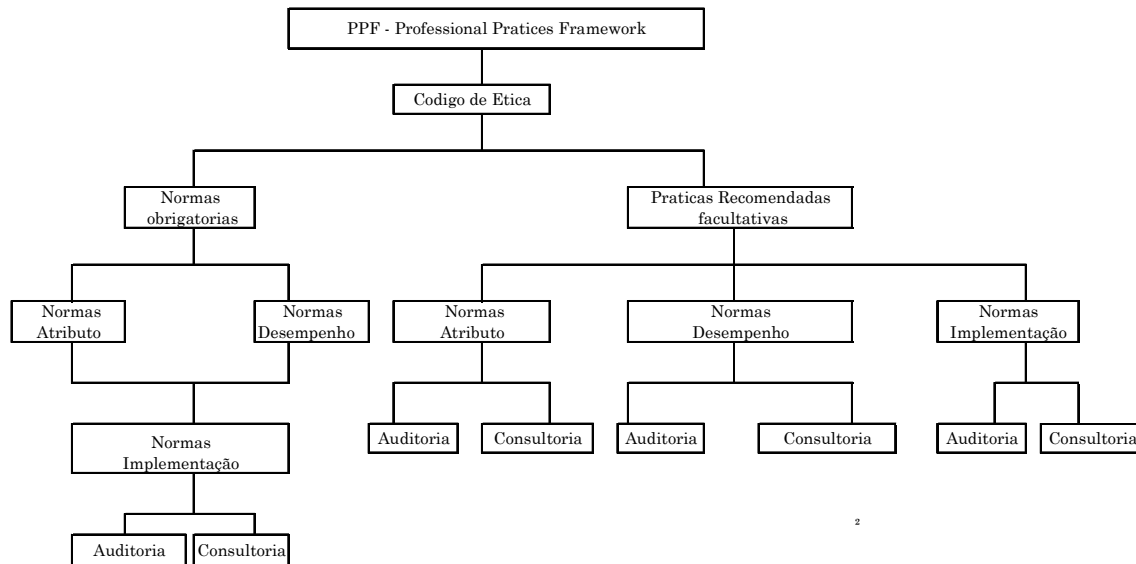 PPF - Professional Pratices Framework
Codigo de Etica
Normas
obrigatorias
Praticas Recomendadas
facultativas
Normas
Atributo
Normas
Desempenho
Normas
Atributo
Normas
Desempenho
Normas
Implementação
Auditoria
Consultoria
Auditoria
Consultoria
Auditoria
Consultoria
Normas
Implementação
2
Auditoria
Consultoria